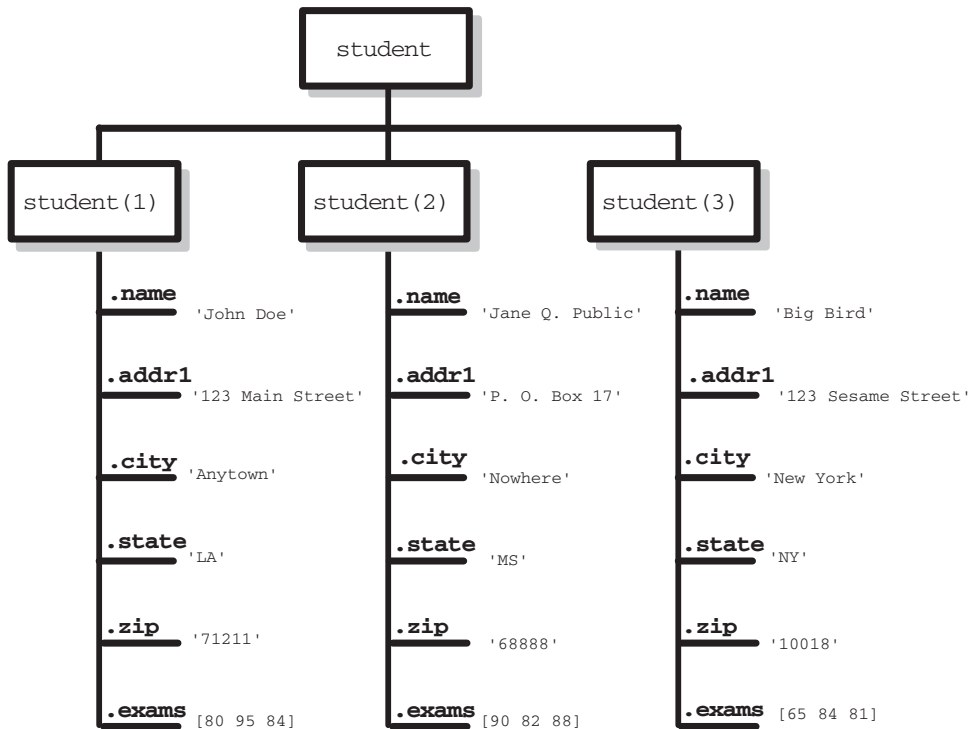 student
student(1)
.name
'John Doe'
.addr1
'123 Main Street'
.city
'Anytown'
.state
'LA'
.zip
'71211'
.exams
[80 95 84]
student(2)
.name
'Jane Q. Public'
.addr1
'P. O. Box 17'
.city
'Nowhere'
.state
'MS'
.zip
'68888'
.exams
[90 82 88]
student(3)
.name
'Big Bird'
.addr1
'123 Sesame Street'
.city
'New York'
.state
'NY'
.zip
'10018'
.exams
[65 84 81]